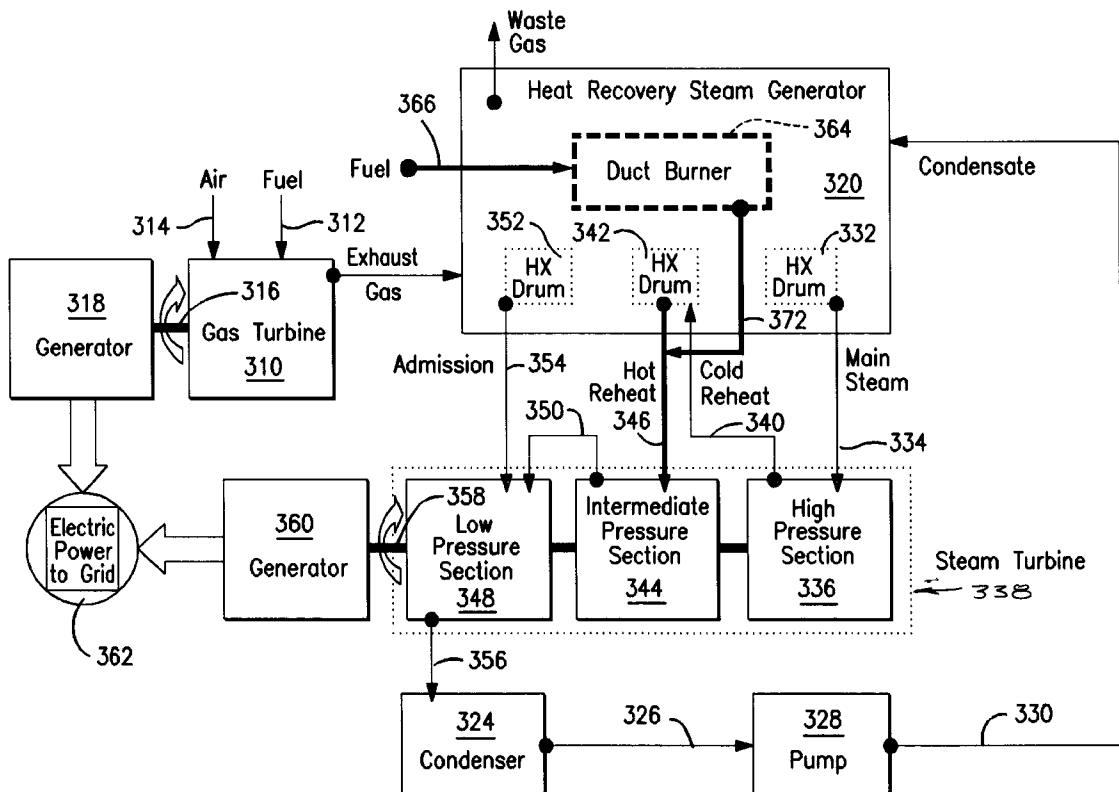 Waste
Gas
Heat Recovery Steam Generator
366
364
Fuel
Duct Burner
320
Condensate
Air
Fuel
314
312
352
342
332
HX
Drum
HX
Drum
HX
Drum
Exhaust
Gas
318
Generator
316
Gas Turbine
310
372
Admission
354
Hot
Reheat
346
Cold
Reheat
340
Main
Steam
334
350
358
360
Generator
Low
Pressure
Section
348
Intermediate
Pressure
Section
344
High
Pressure
Section
336
Steam Turbine
338
Electric
Power
to Grid
362
356
324
Condenser
326
328
Pump
330